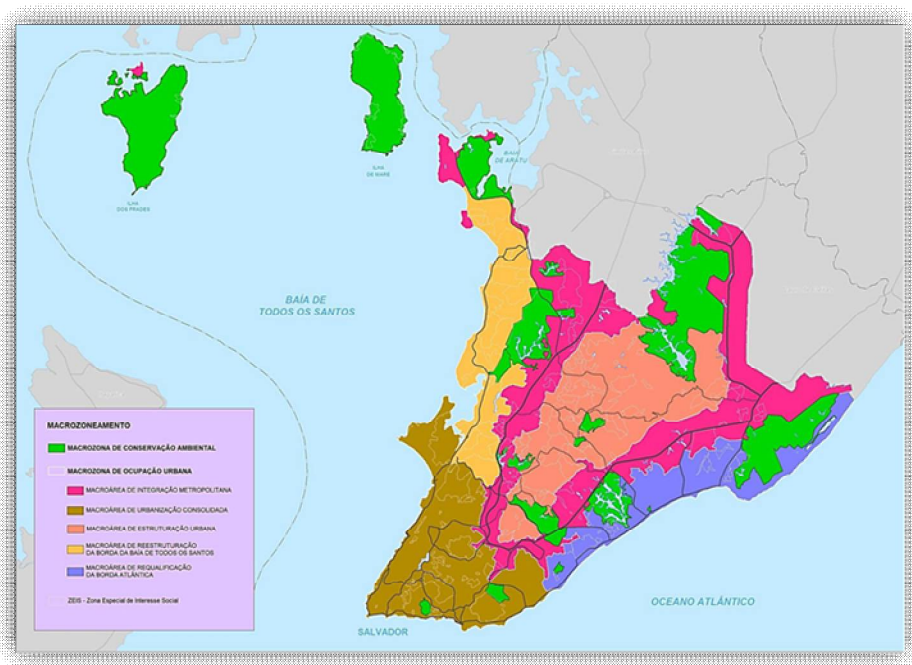 ILHA
DOS FRADES
ILHA
DE MARÉ
BAÍA
DE ARATU
BAÍA DE
TODOS OS SANTOS
MACROZONEAMENTO
MACROZONA DE CONSERVAÇÃO AMBIENTAL
MACROZONA DE OCUPAÇÃO URBANA
MACROÁREA DE INTEGRAÇÃO METROPOLITANA
MACROÁREA DE URBANIZAÇÃO CONSOLIDADA
MACROÁREA DE ESTRUTURAÇÃO URBANA
MACROÁREA DE REESTRUTURAÇÃO
DA BORDA DA BAÍA DE TODOS OS SANTOS
MACROÁREA DE REQUALIFICAÇÃO
DA BORDA ATLÂNTICA
ZEIS - Zona Especial de Interesse Social
OCEANO ATLÂNTICO
SALVADOR